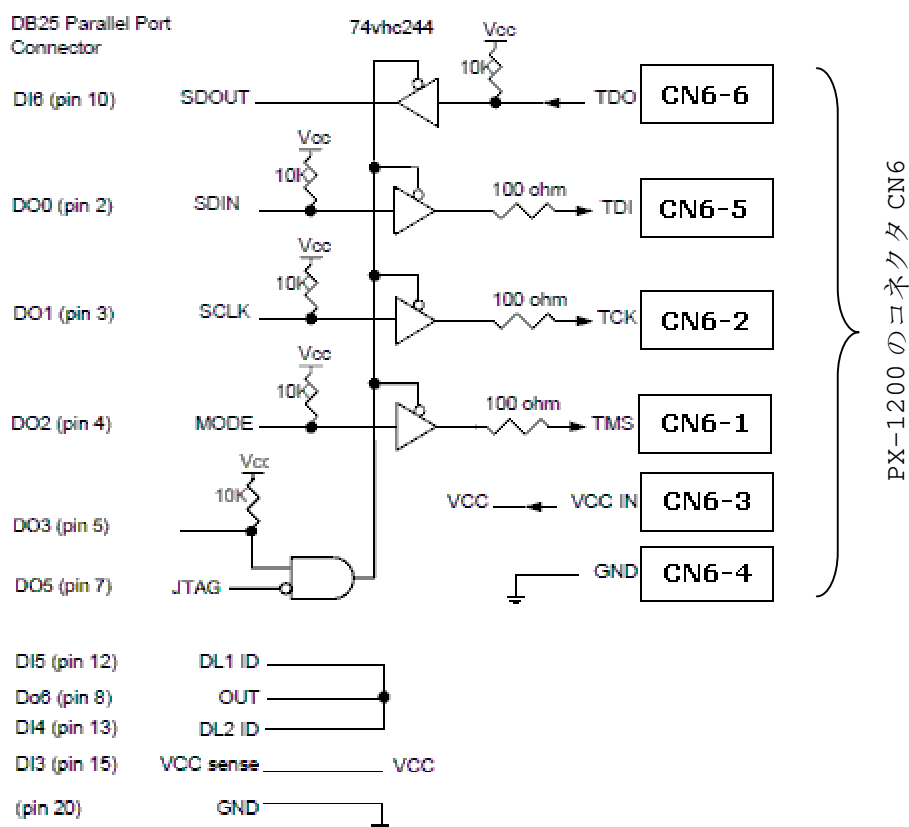 DB25 Parallel Port
Connector
74vhc244
Vcc
10K
DI6 (pin 10) SDOUT TDO CN6-6
Vcc
10K
DO0 (pin 2) SDIN 100 ohm TDI CN6-5
Vcc
10K
DO1 (pin 3) SCLK 100 ohm TCK CN6-2
Vcc
10K
DO2 (pin 4) MODE 100 ohm TMS CN6-1
Vcc
10K
VCC VCC IN CN6-3
DO3 (pin 5)
GND CN6-4
DO5 (pin 7) JTAG
DI5 (pin 12) DL1 ID
Do6 (pin 8) OUT
DI4 (pin 13) DL2 ID
DI3 (pin 15) VCC sense VCC
(pin 20) GND
PX-1200のコネクタ CN6